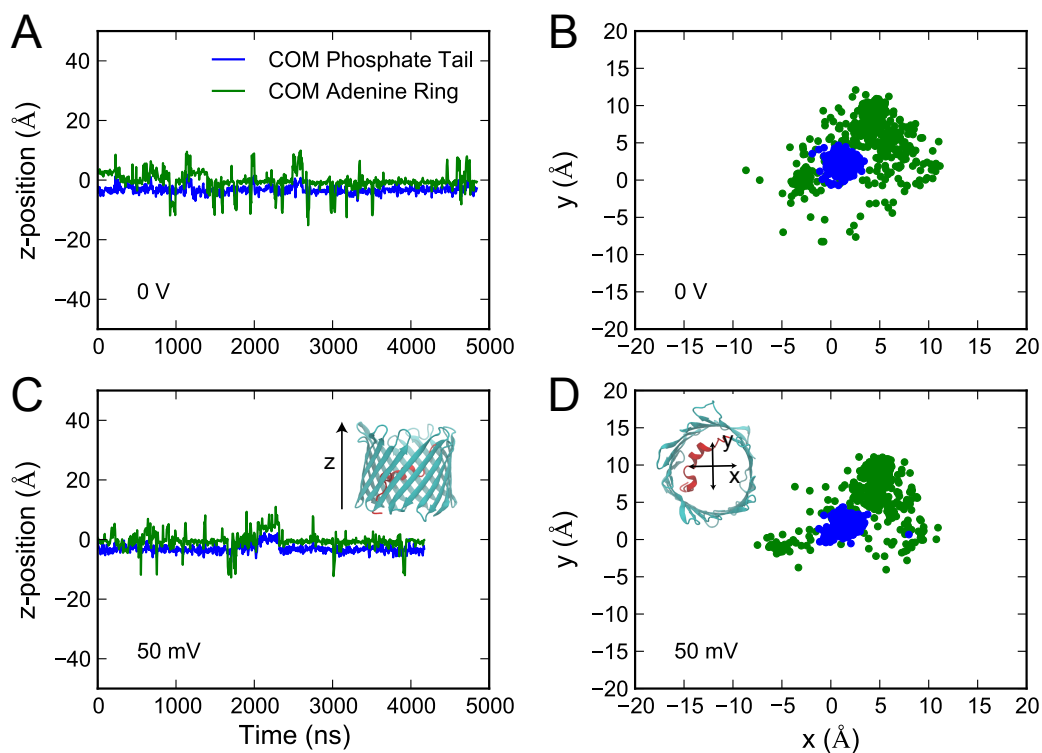 A
z-position (Å)
40
20
0
−20
−40
COM Phosphate Tail
COM Adenine Ring
0 V
0 1000 2000 3000 4000 5000
B
y (Å)
20
15
10
5
0
−5
−10
−15
−20
0 V
−20 −15 −10 −5 0 5 10 15 20
C
z-position (Å)
40
20
0
−20
−40
z
50 mV
0 1000 2000 3000 4000 5000
Time (ns)
D
y (Å)
20
15
10
5
0
−5
−10
−15
−20
y
x
50 mV
−20 −15 −10 −5 0 5 10 15 20
x (Å)